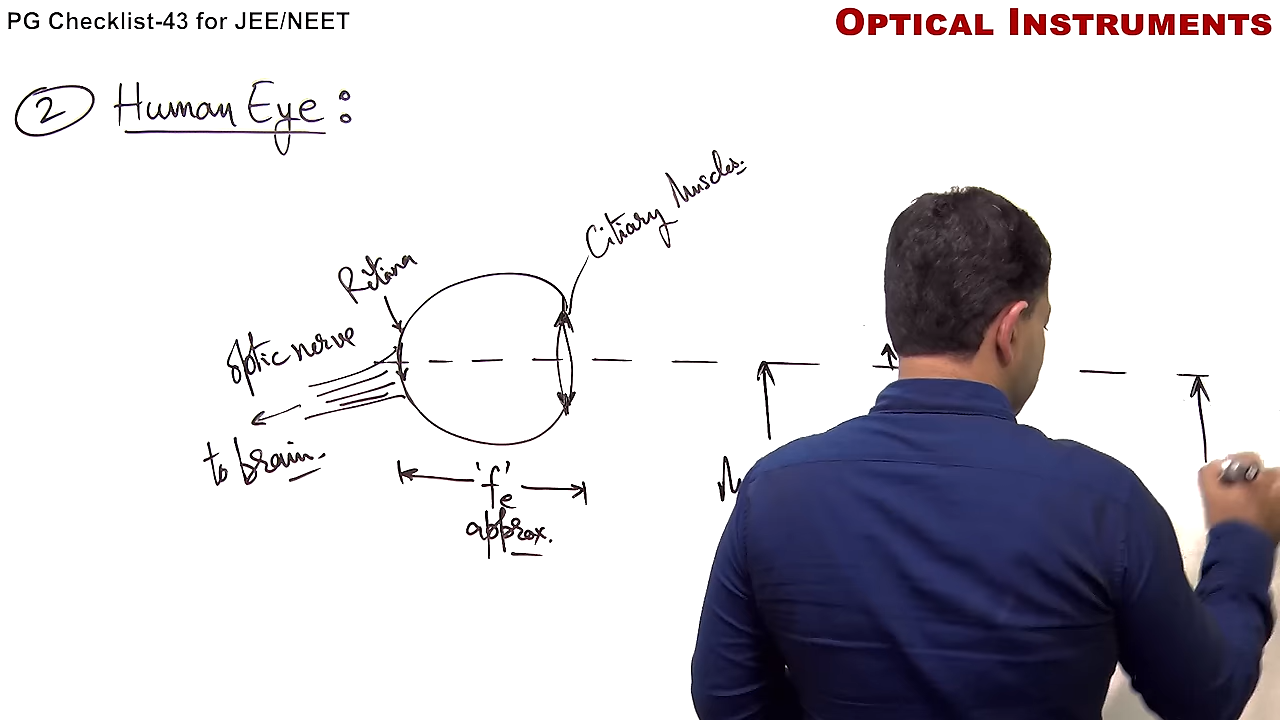 PG Checklist-43 for JEE/NEET
OPTICAL INSTRUMENTS
2 Human Eye:
Ciliary Muscles.
Retina
Optic nerve
to brain.
'fe'
approx.